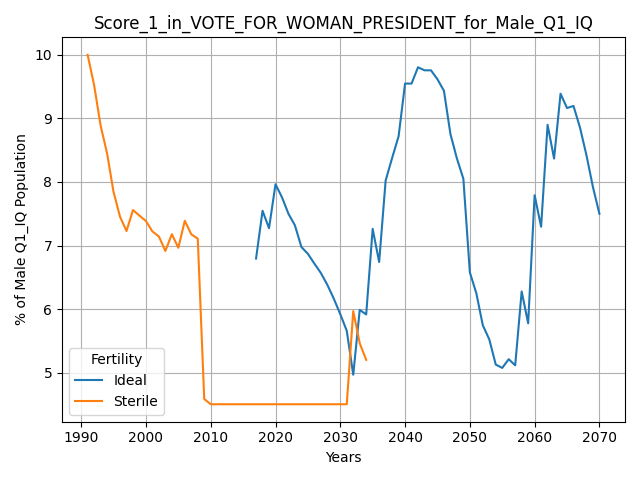 Score_1_in_VOTE_FOR_WOMAN_PRESIDENT_for_Male_Q1_IQ
% of Male Q1_IQ Population
10
9
8
7
6
5
Fertility
Ideal
Sterile
1990 2000 2010 2020 2030 2040 2050 2060 2070
Years